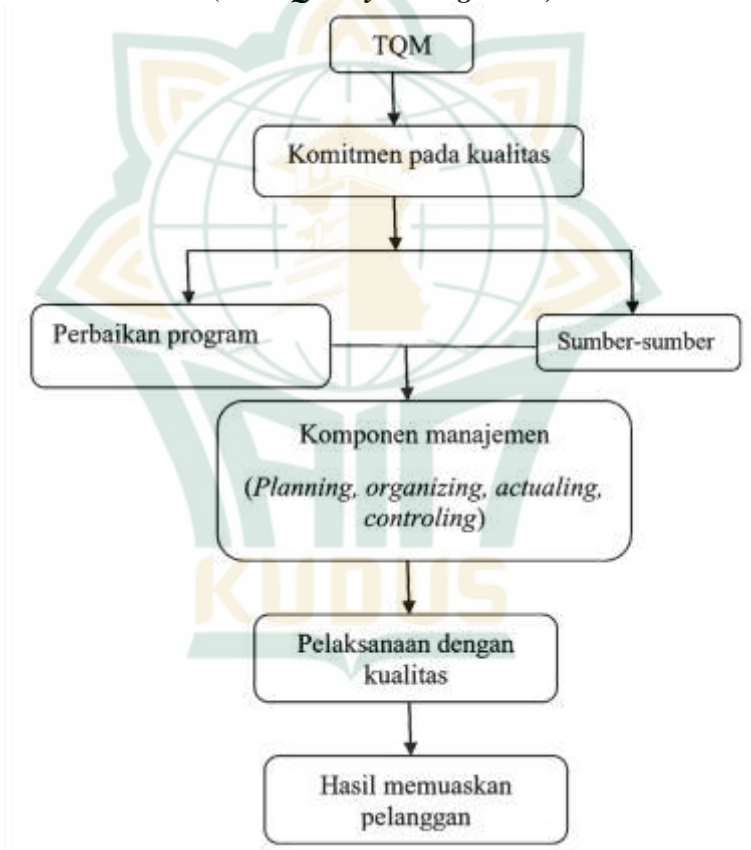 TQM
Komitmen pada kualitas
Perbaikan program
Sumber-sumber
Komponen manajemen
(Planning, organizing, actualing,
controling)
KUDUS
Pelaksanaan dengan
kualitas
Hasil memuaskan
pelanggan